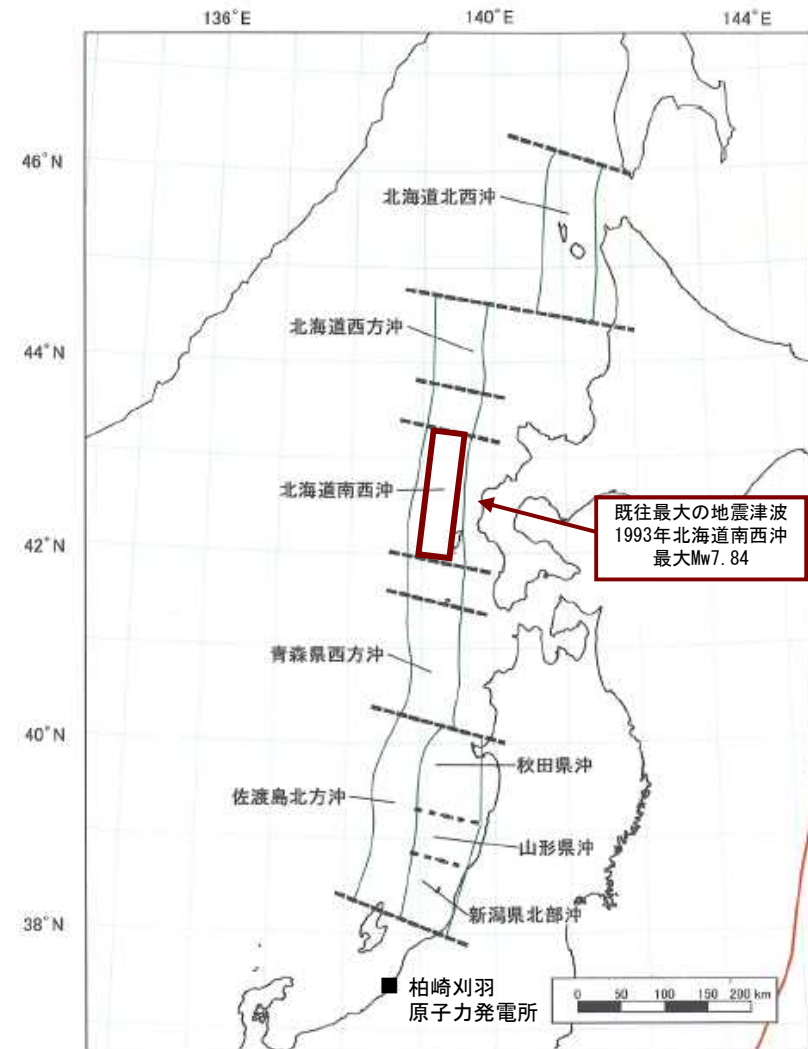 136°E
140°E
144°E
46°N
北海道北西沖
北海道西方沖
44°N
北海道南西沖
既往最大の地震津波
1993年北海道南西沖
最大Mw7.84
42°N
青森県西方沖
40°N
秋田県沖
佐渡島北方沖
山形県沖
新潟県北部沖
38°N
■ 柏崎刈羽
原子力発電所
0 50 100 150 200 km